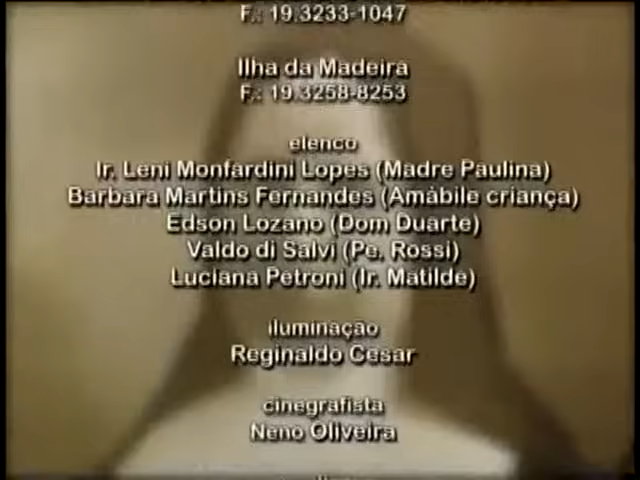 F.: 19.3233-1047
Ilha da Madeira
F.: 19.3258-8253
elenco
Ir. Leni Monfardini Lopes (Madre Paulina)
Barbara Martins Fernandes (Amábile criança)
Edson Lozano (Dom Duarte)
Valdo di Salvi (Pe. Rossi)
Luciana Petroni (Ir. Matilde)
iluminação
Reginaldo Cesar
cinegrafista
Neno Oliveira